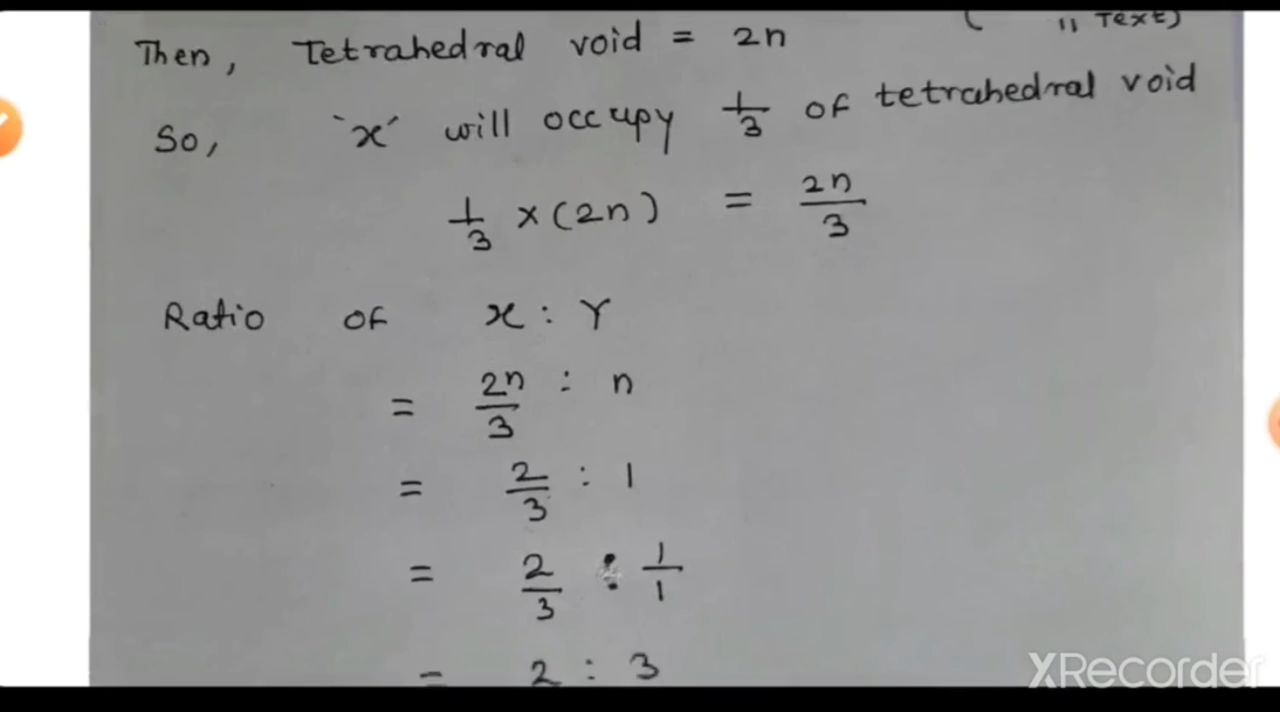 ( " Text)
Then, Tetrahedral void = 2n
So, `x´ will occupy 1/3 of tetrahedral void
1/3 x (2n) = 2n/3
Ratio of x : Y
= 2n/3 : n
= 2/3 : 1
= 2/3 : 1/1
= 2 : 3
XRecorder